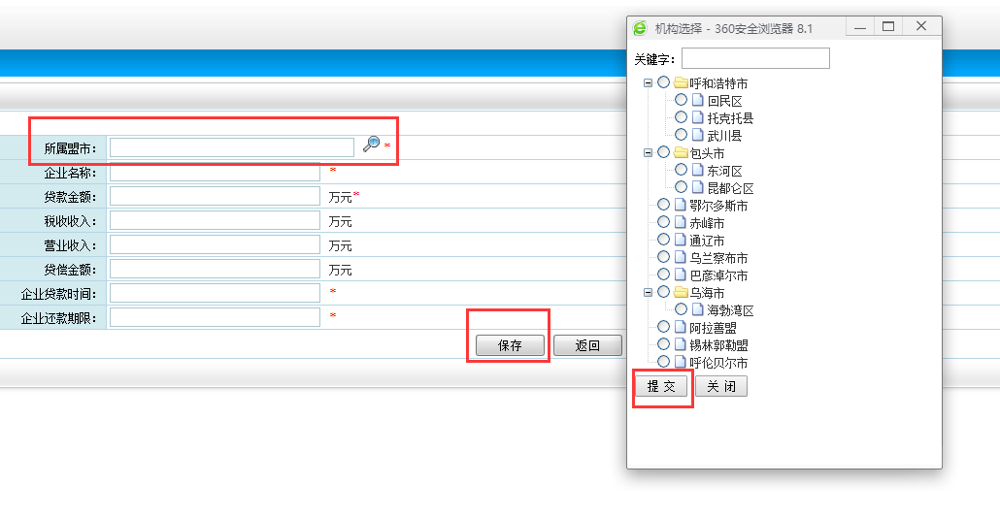 机构选择 - 360安全浏览器 8.1
关键字：
呼和浩特市
回民区
托克托县
武川县
包头市
东河区
昆都仑区
鄂尔多斯市
赤峰市
通辽市
乌兰察布市
巴彦淖尔市
乌海市
海勃湾区
阿拉善盟
锡林郭勒盟
呼伦贝尔市
提 交 关 闭
所属盟市： *
企业名称： *
贷款金额： 万元*
税收收入： 万元
营业收入： 万元
贷偿金额： 万元
企业贷款时间： *
企业还款期限： *
保存 返回